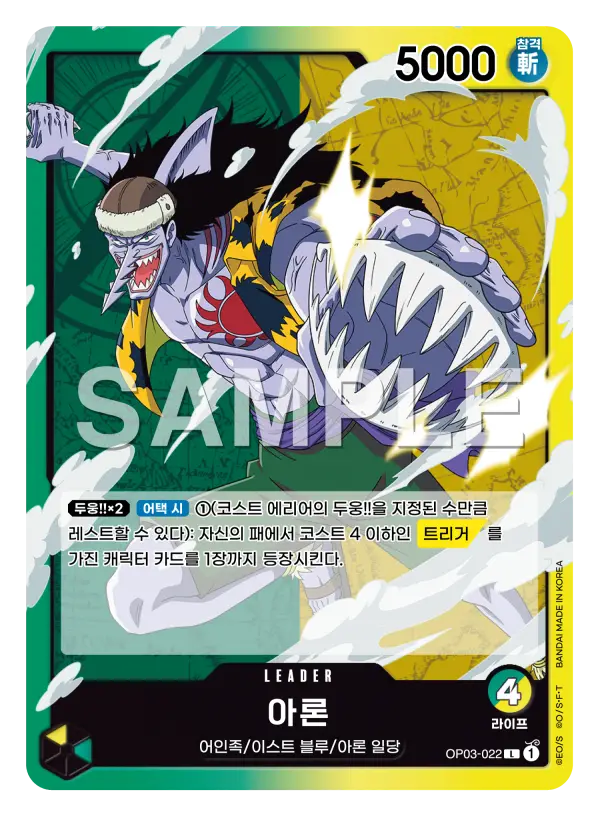 5000
참격
斬
SAMPLE
두웅!!×2 어택 시 ①(코스트 에리어의 두웅!!을 지정된 수만큼
레스트할 수 있다): 자신의 패에서 코스트 4 이하인 트리거 를
가진 캐릭터 카드를 1장까지 등장시킨다.
LEADER
아론
어인족/이스트 블루/아론 일당
4
라이프
OP03-022 L 1
©EO/S ©O/S・F・T BANDAI MADE IN KOREA